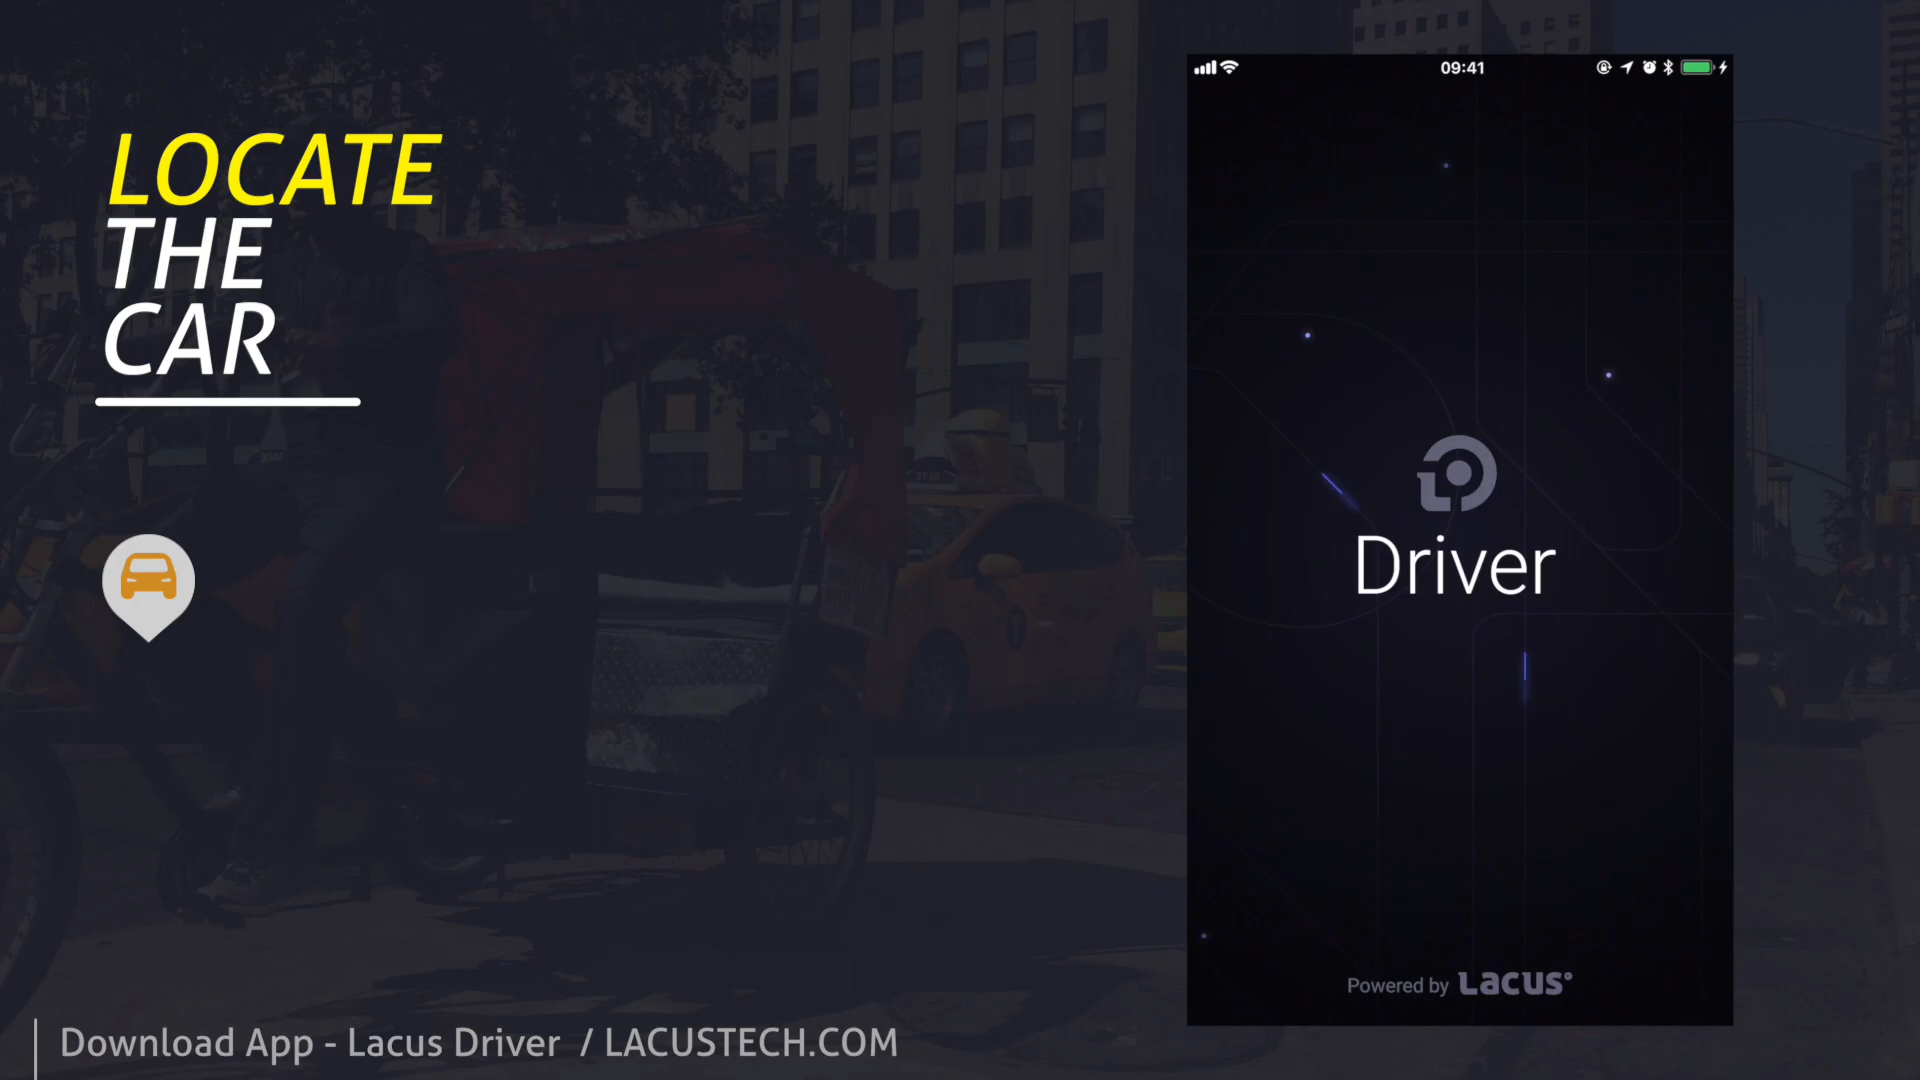 LOCATE
THE
CAR
09:41
Driver
Powered by Lacus
Download App - Lacus Driver / LACUSTECH.COM